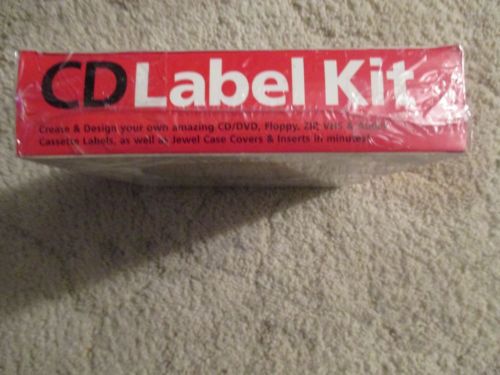 CD Label Kit
Create & Design your own amazing CD/DVD, Floppy, ZIP, VHS & Audio
Cassette Labels, as well as Jewel Case Covers & Inserts in minutes!